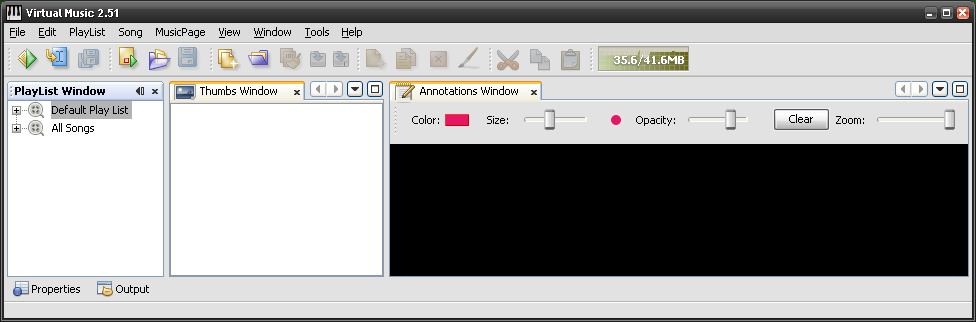 Virtual Music 2.51
File Edit PlayList Song MusicPage View Window Tools Help
35.6/41.6MB
PlayList Window
Default Play List
All Songs
Thumbs Window
Annotations Window
Color: Size: Opacity: Clear Zoom:
Properties Output